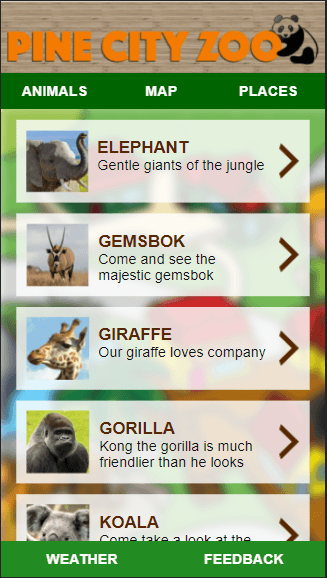 PINE CITY ZOO
ANIMALS MAP PLACES
ELEPHANT
Gentle giants of the jungle
GEMSBOK
Come and see the
majestic gemsbok
GIRAFFE
Our giraffe loves company
GORILLA
Kong the gorilla is much
friendlier than he looks
KOALA
Come take a look at the
WEATHER FEEDBACK